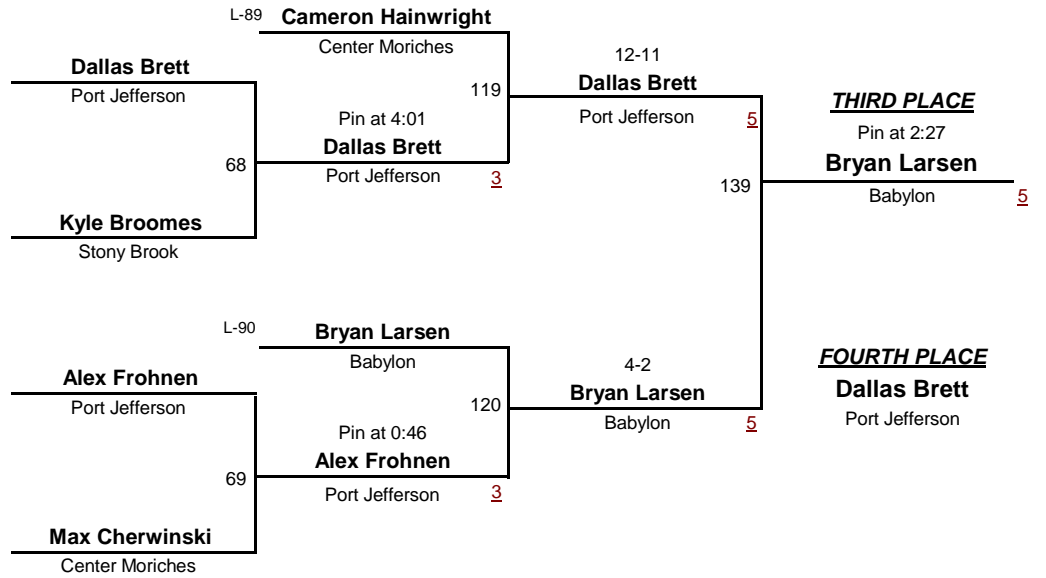 L-89
Cameron Hainwright
Center Moriches
Dallas Brett
Port Jefferson
68
Kyle Broomes
Stony Brook
Pin at 4:01
Dallas Brett
Port Jefferson
3
119
12-11
Dallas Brett
Port Jefferson
5
139
THIRD PLACE
Pin at 2:27
Bryan Larsen
Babylon
5
L-90
Bryan Larsen
Babylon
Alex Frohnen
Port Jefferson
69
Max Cherwinski
Center Moriches
Pin at 0:46
Alex Frohnen
Port Jefferson
3
120
4-2
Bryan Larsen
Babylon
5
FOURTH PLACE
Dallas Brett
Port Jefferson